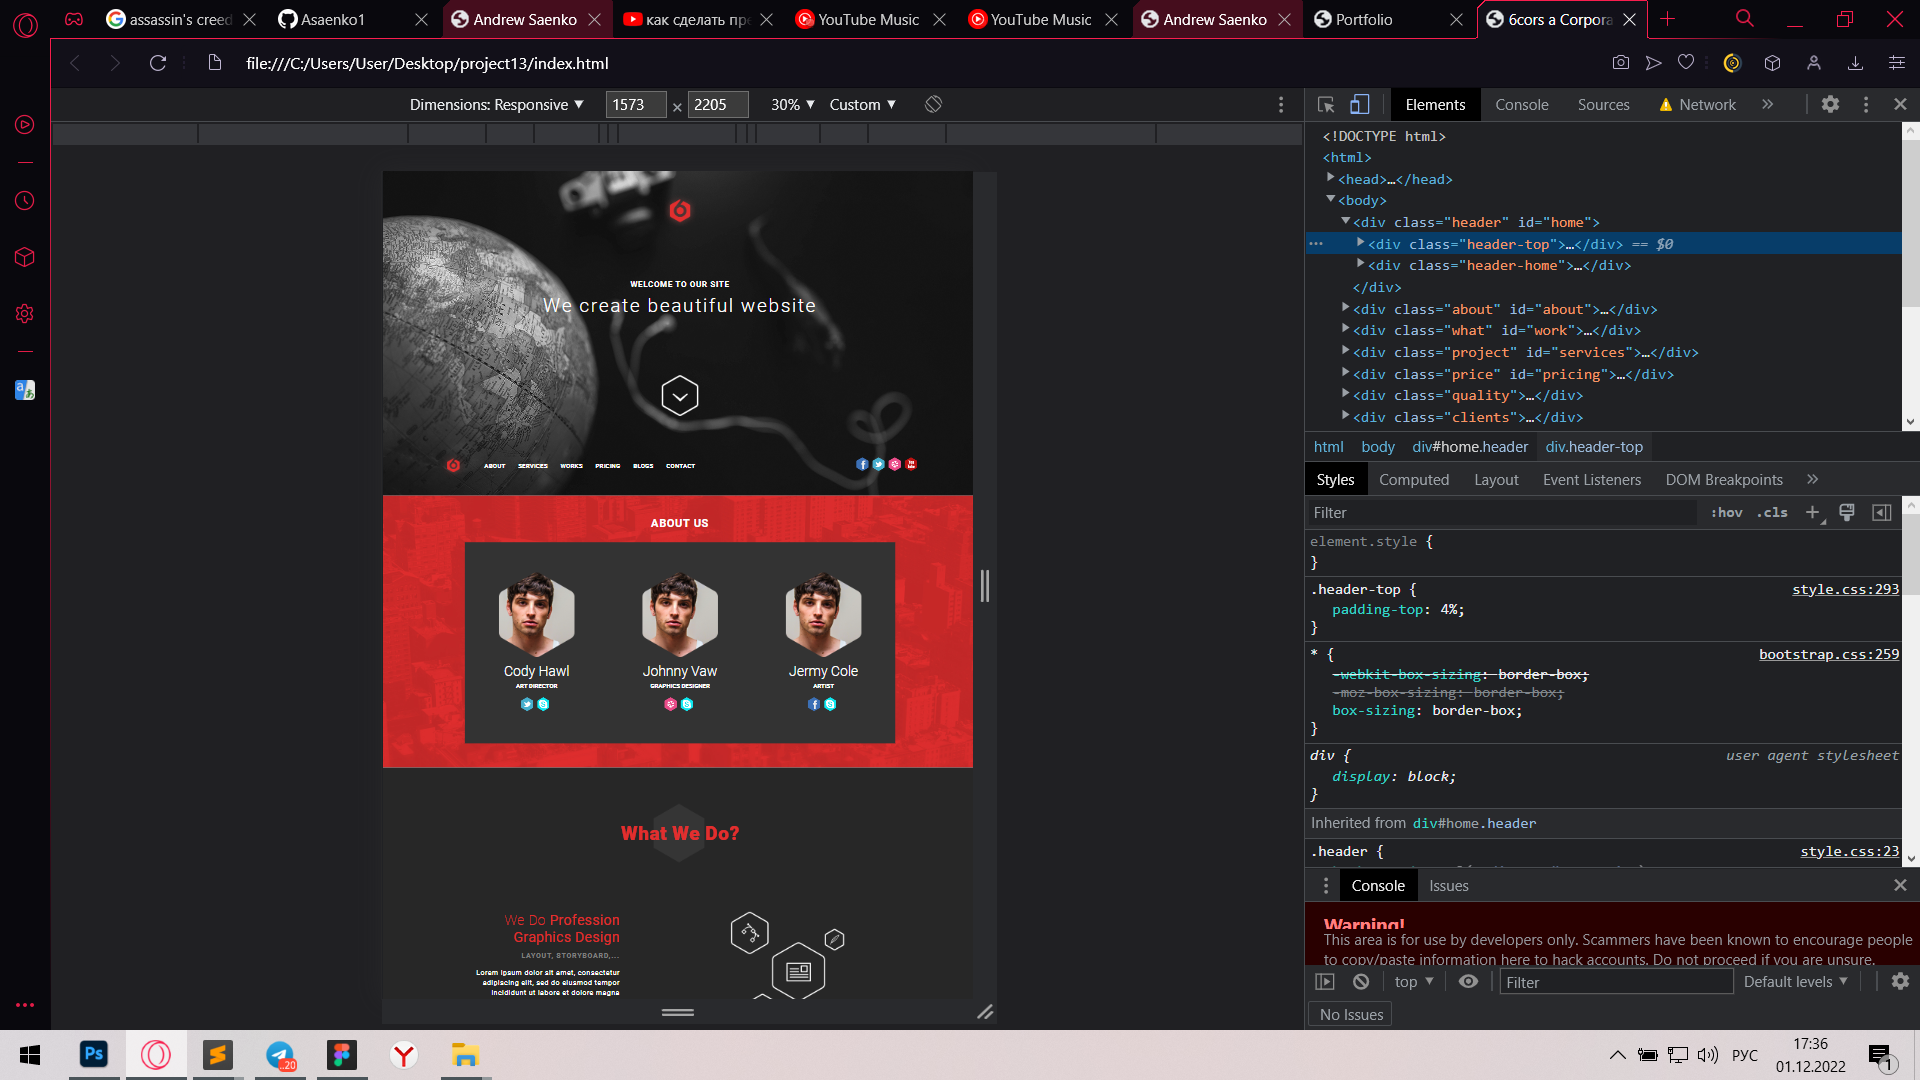 assassin's creed
Asaenko1
Andrew Saenko
как сделать пре
YouTube Music
YouTube Music
Andrew Saenko
Portfolio
6cors a Corpora
file:///C:/Users/User/Desktop/project13/index.html
Dimensions: Responsive ▼ 1573 × 2205 30% ▼ Custom ▼
Elements Console Sources Network »
<!DOCTYPE html>
<html>
<head>…</head>
<body>
<div class="header" id="home">
<div class="header-top">…</div> == $0
<div class="header-home">…</div>
</div>
<div class="about" id="about">…</div>
<div class="what" id="work">…</div>
<div class="project" id="services">…</div>
<div class="price" id="pricing">…</div>
<div class="quality">…</div>
<div class="clients">…</div>
html body div#home.header div.header-top
Styles Computed Layout Event Listeners DOM Breakpoints »
Filter :hov .cls +
element.style {
}
.header-top { style.css:293
padding-top: 4%;
}
* { bootstrap.css:259
-webkit-box-sizing: border-box;
-moz-box-sizing: border-box;
box-sizing: border-box;
}
div { user agent stylesheet
display: block;
}
Inherited from div#home.header
.header { style.css:23
Console Issues
Warning!
This area is for use by developers only. Scammers have been known to encourage people
to copy/paste information here to hack accounts. Do not proceed if you are unsure.
top ▼ Filter Default levels ▼
No Issues
WELCOME TO OUR SITE
We create beautiful website
ABOUT SERVICES WORKS PRICING BLOGS CONTACT
ABOUT US
Cody Hawl
ART DIRECTOR
Johnny Vaw
GRAPHICS DESIGNER
Jermy Cole
ARTIST
What We Do?
We Do Profession
Graphics Design
LAYOUT, STORYBOARD,...
Lorem ipsum dolor sit amet, consectetur
adipiscing elit, sed do eiusmod tempor
incididunt ut labore et dolore magna
Ps
..20
РУС
17:36
01.12.2022
1